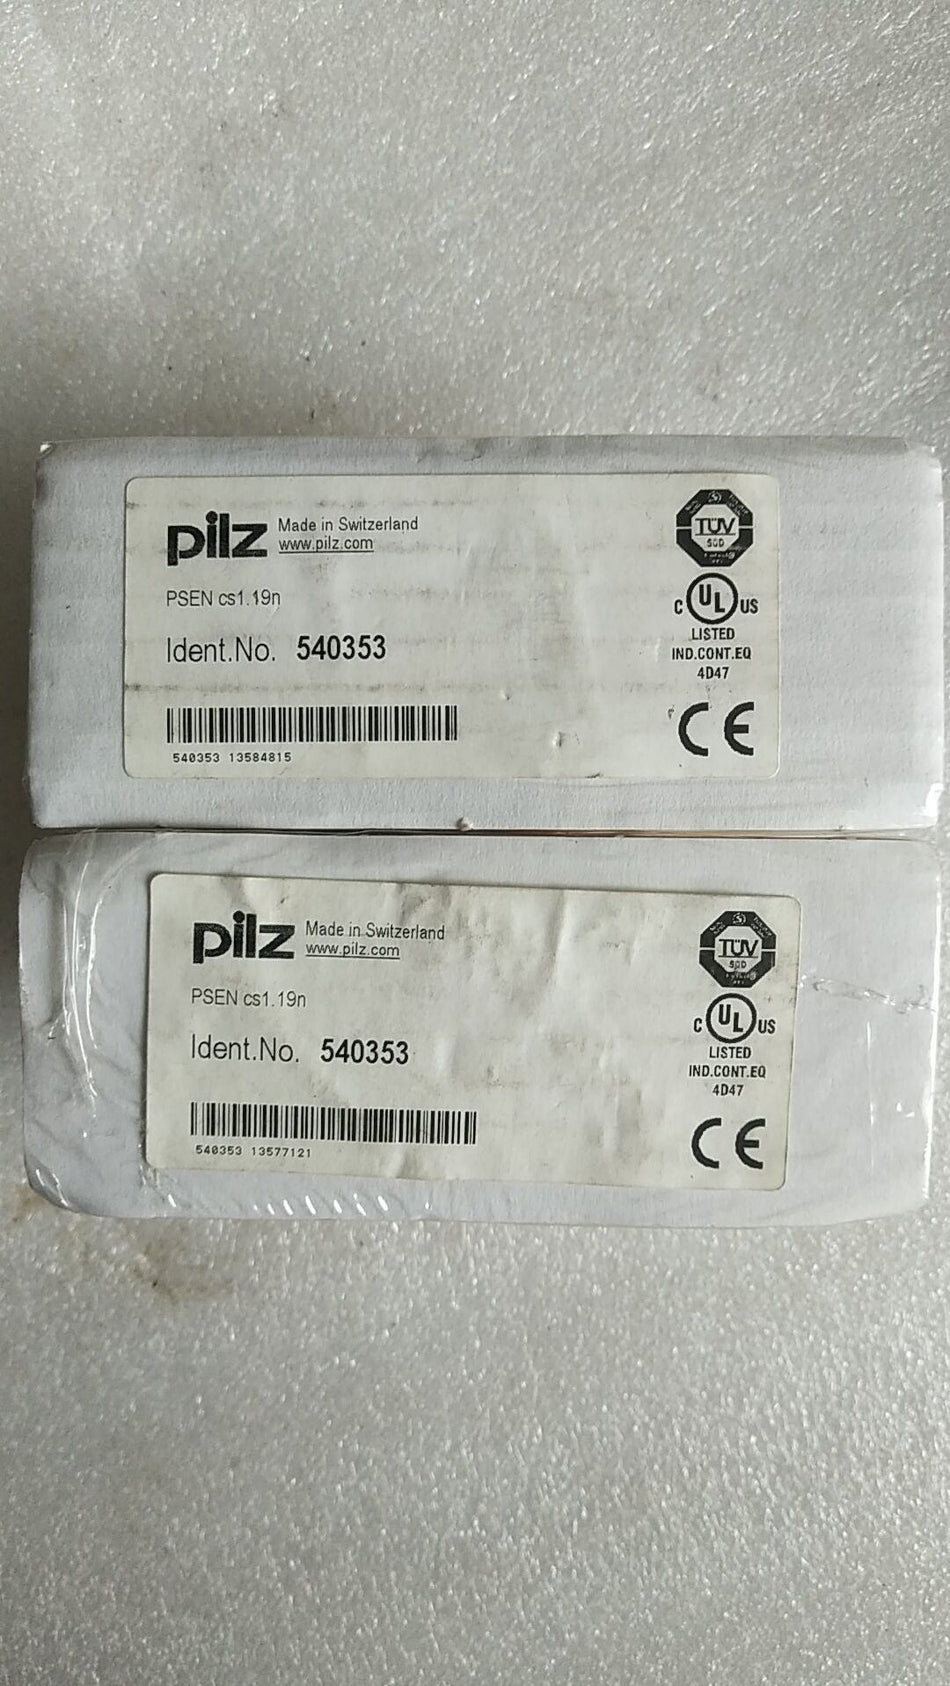 pilz Made in Switzerland
www.pilz.com
PSEN cs1.19n
Ident.No. 540353
540353 13584815
TÜV
SÜD
C UL US
LISTED
IND.CONT.EQ
4D47
CE
pilz Made in Switzerland
www.pilz.com
PSEN cs1.19n
Ident.No. 540353
540353 13577121
TÜV
SÜD
C UL US
LISTED
IND.CONT.EQ
4D47
CE